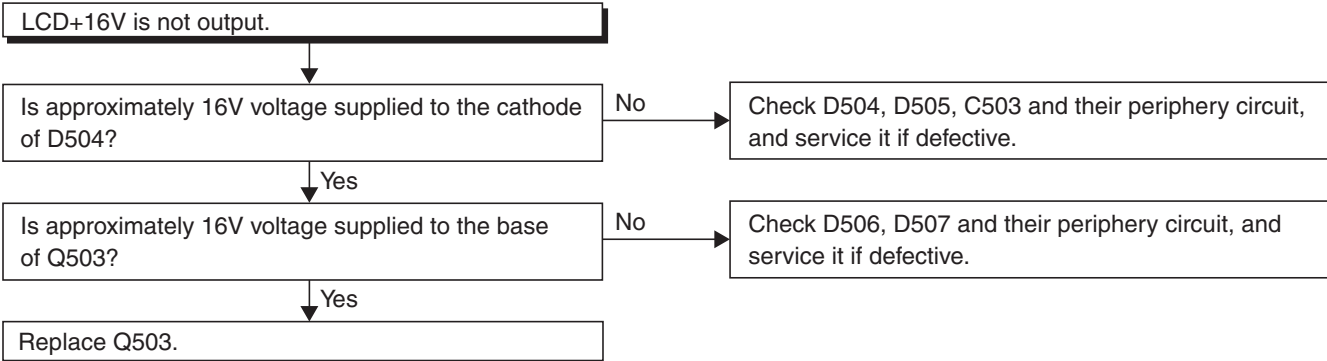 LCD+16V is not output.
Is approximately 16V voltage supplied to the cathode
of D504?
No
Check D504, D505, C503 and their periphery circuit,
and service it if defective.
Yes
Is approximately 16V voltage supplied to the base
of Q503?
No
Check D506, D507 and their periphery circuit, and
service it if defective.
Yes
Replace Q503.